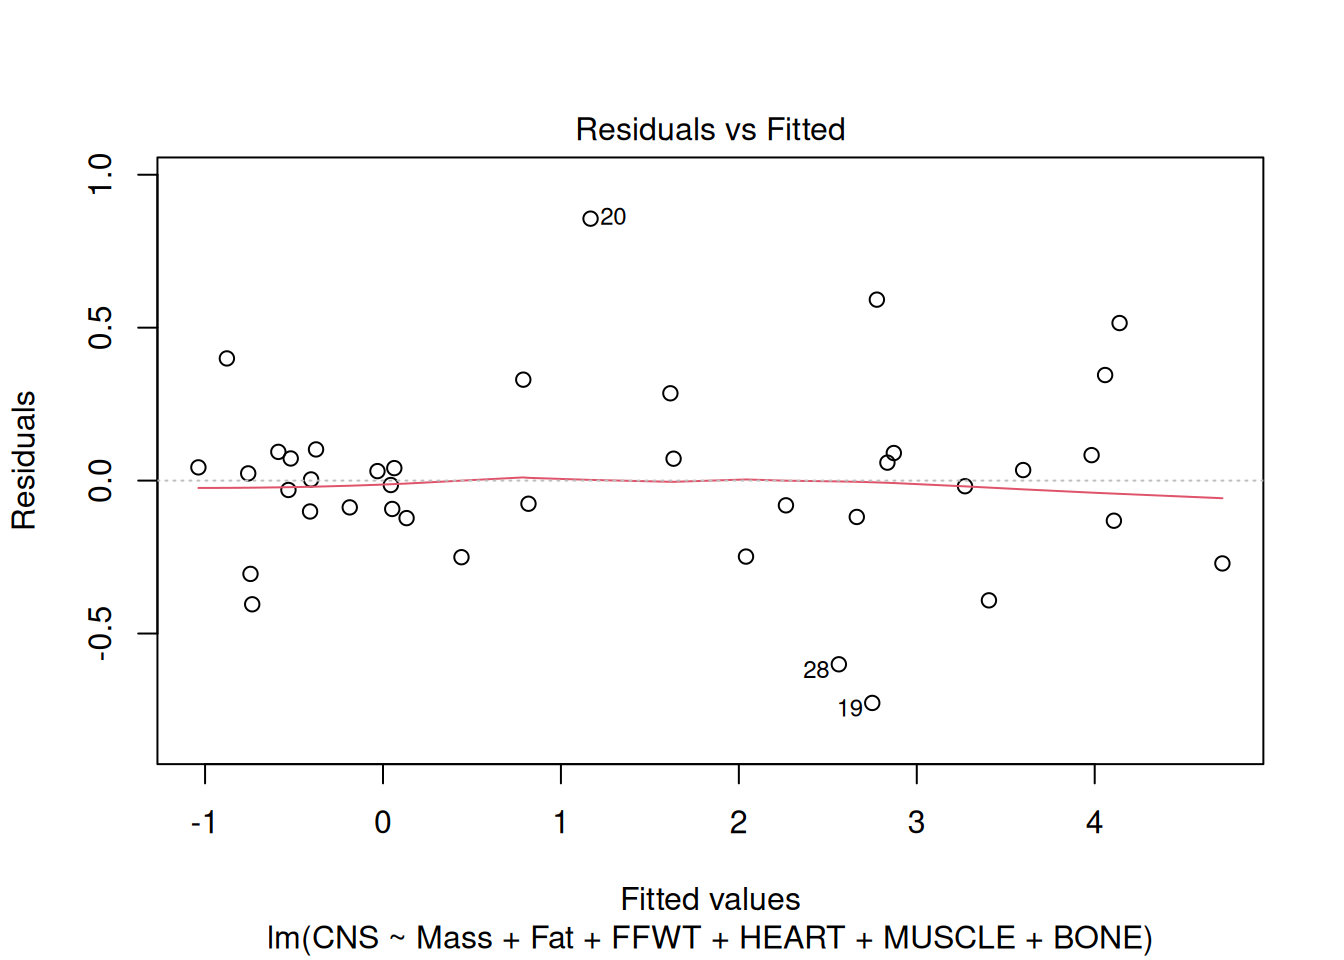 Residuals vs Fitted
1.0
0.5
0.0
-0.5
Residuals
20
28
19
-1 0 1 2 3 4
Fitted values
lm(CNS ~ Mass + Fat + FFWT + HEART + MUSCLE + BONE)